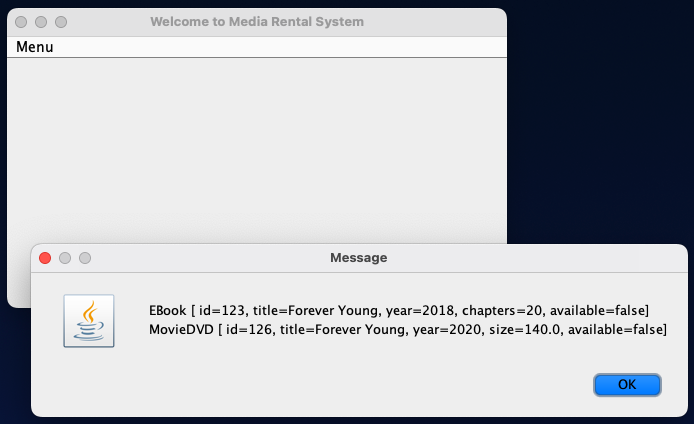 Welcome to Media Rental System
Menu
Message
EBook [ id=123, title=Forever Young, year=2018, chapters=20, available=false]
MovieDVD [ id=126, title=Forever Young, year=2020, size=140.0, available=false]
OK